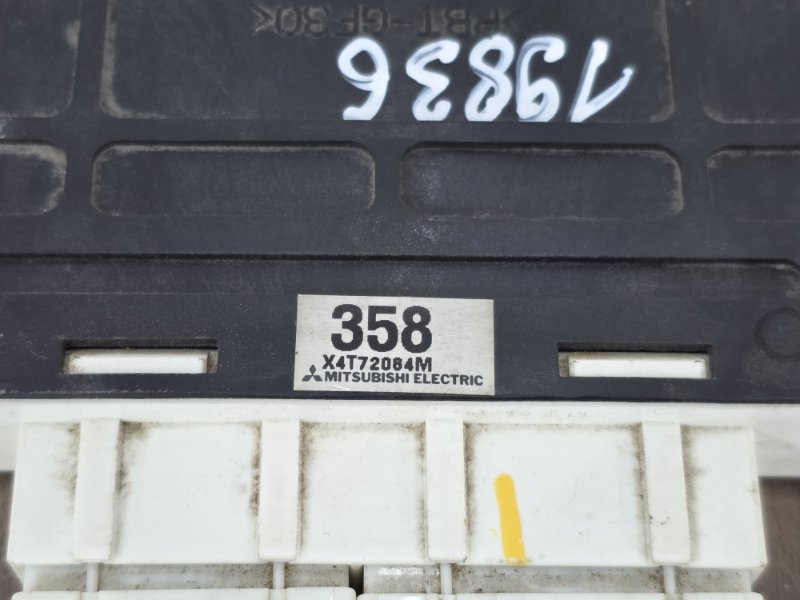 >PBT-GF30<
19836
358
X4T72084M
MITSUBISHI ELECTRIC